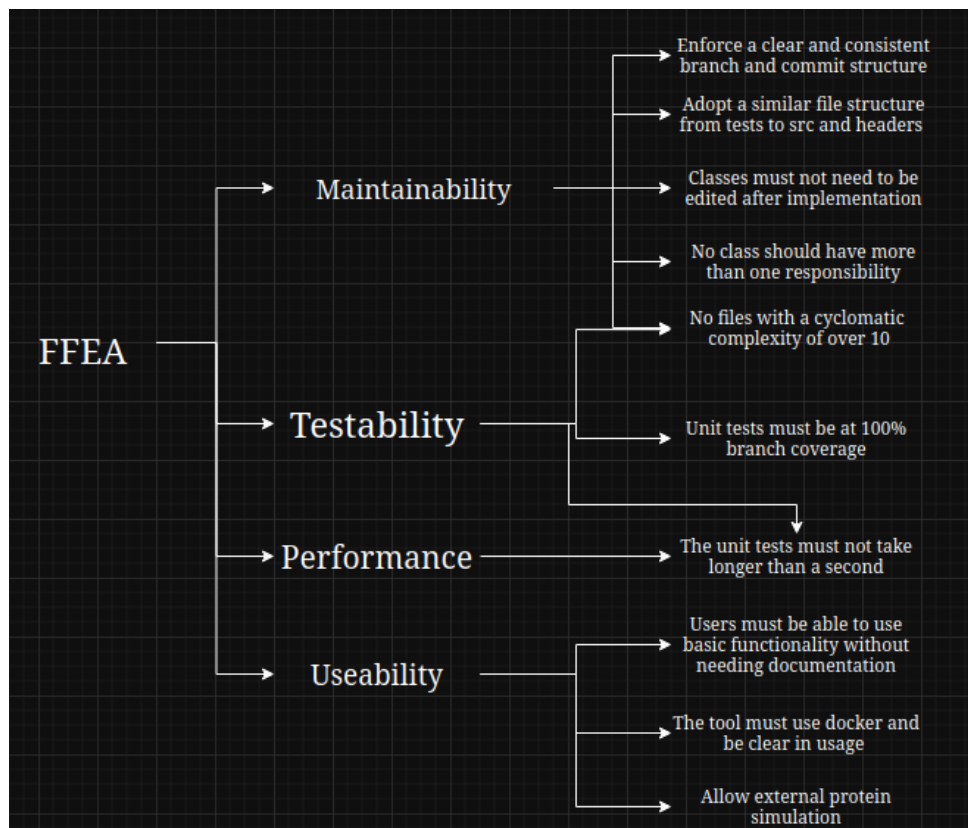 Enforce a clear and consistent
branch and commit structure
Adopt a similar file structure
from tests to src and headers
Maintainability
Classes must not need to be
edited after implementation
No class should have more
than one responsibility
No files with a cyclomatic
complexity of over 10
FFEA
Testability
Unit tests must be at 100%
branch coverage
Performance
The unit tests must not take
longer than a second
Users must be able to use
basic functionality without
needing documentation
Useability
The tool must use docker and
be clear in usage
Allow external protein
simulation